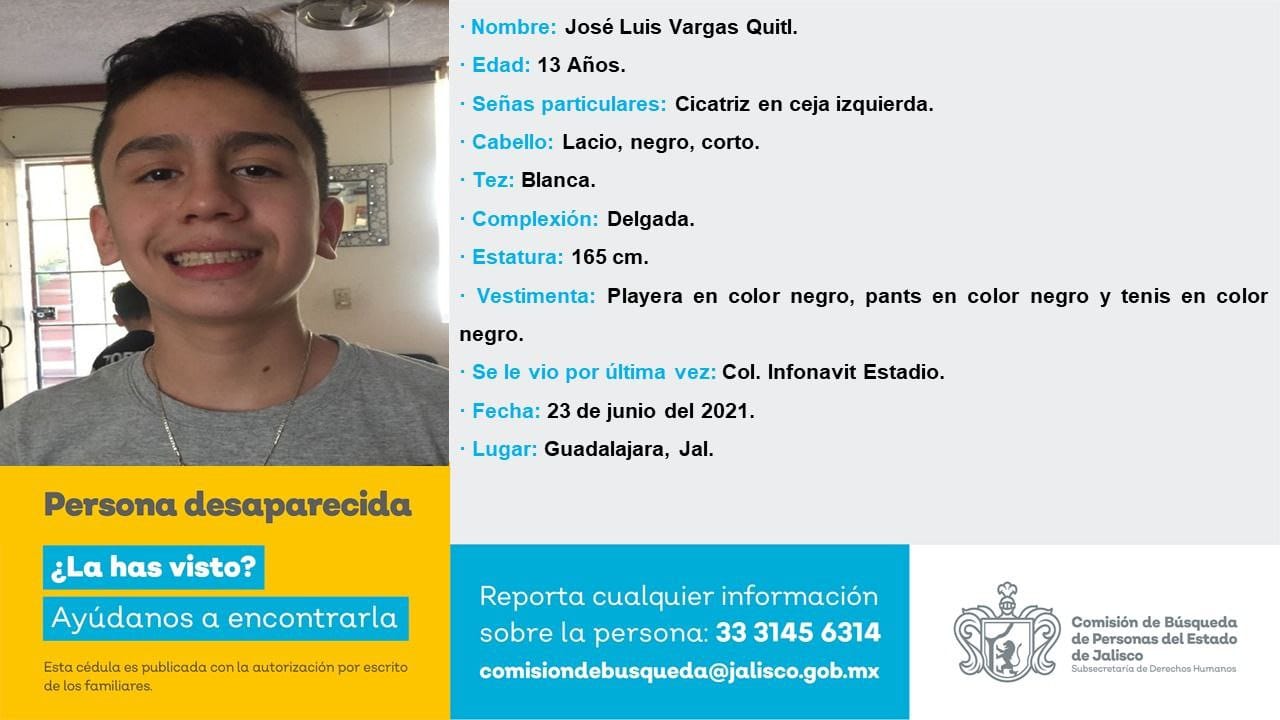 · Nombre: José Luis Vargas Quitl.
· Edad: 13 Años.
· Señas particulares: Cicatriz en ceja izquierda.
· Cabello: Lacio, negro, corto.
· Tez: Blanca.
· Complexión: Delgada.
· Estatura: 165 cm.
· Vestimenta: Playera en color negro, pants en color negro y tenis en color
negro.
· Se le vio por última vez: Col. Infonavit Estadio.
· Fecha: 23 de junio del 2021.
· Lugar: Guadalajara, Jal.
Persona desaparecida
¿La has visto?
Ayúdanos a encontrarla
Esta cédula es publicada con la autorización por escrito
de los familiares.
Reporta cualquier información
sobre la persona: 33 3145 6314
comisiondebusqueda@jalisco.gob.mx
Comisión de Búsqueda
de Personas del Estado
de Jalisco
Subsecretaría de Derechos Humanos